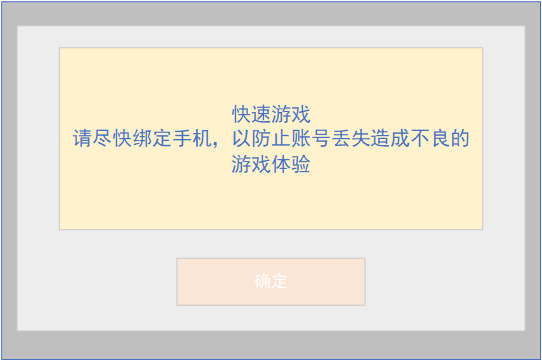 快速游戏
请尽快绑定手机，以防止账号丢失造成不良的
游戏体验
确定